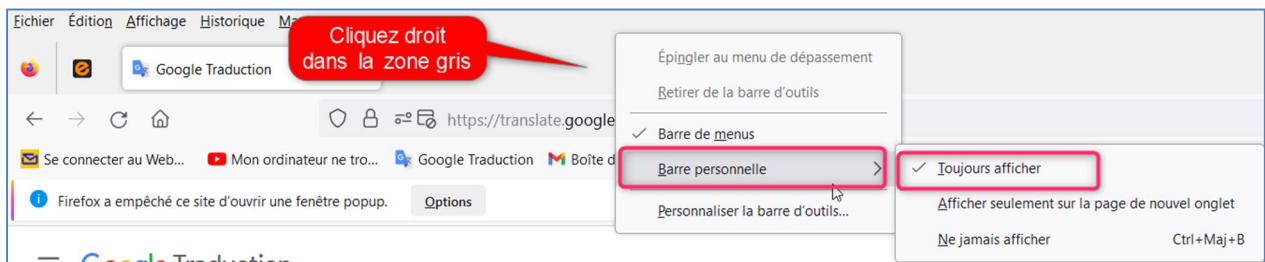 Fichier Édition Affichage Historique
Cliquez droit
dans la zone gris
Google Traduction
Épingler au menu de dépassement
Retirer de la barre d'outils
https://translate.google
Barre de menus
Se connecter au Web... Mon ordinateur ne tro... Google Traduction Boîte d
Barre personnelle
Toujours afficher
Firefox a empêché ce site d'ouvrir une fenêtre popup. Options
Personnaliser la barre d'outils...
Afficher seulement sur la page de nouvel onglet
Ne jamais afficher Ctrl+Maj+B
Google Traduction